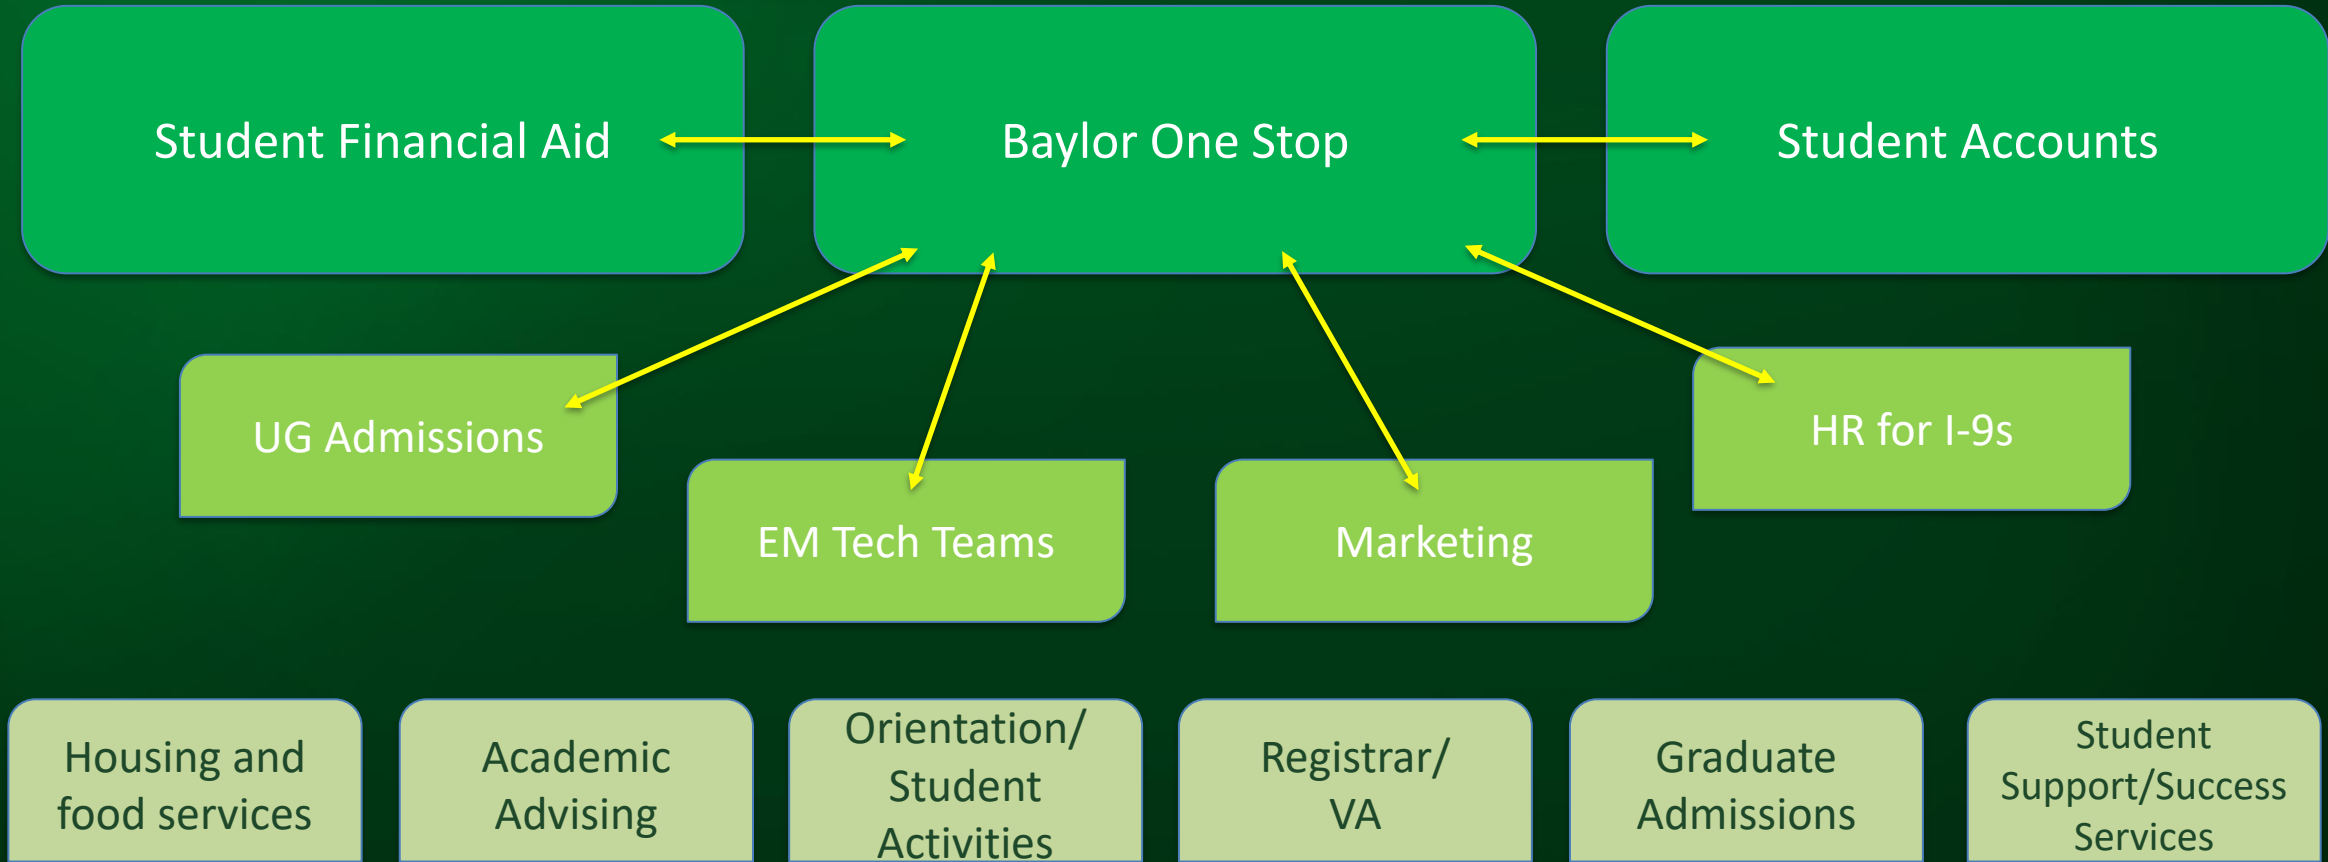 Student Financial Aid
Baylor One Stop
Student Accounts
UG Admissions
HR for I-9s
EM Tech Teams
Marketing
Housing and
food services
Academic
Advising
Orientation/
Student
Activities
Registrar/
VA
Graduate
Admissions
Student
Support/Success
Services